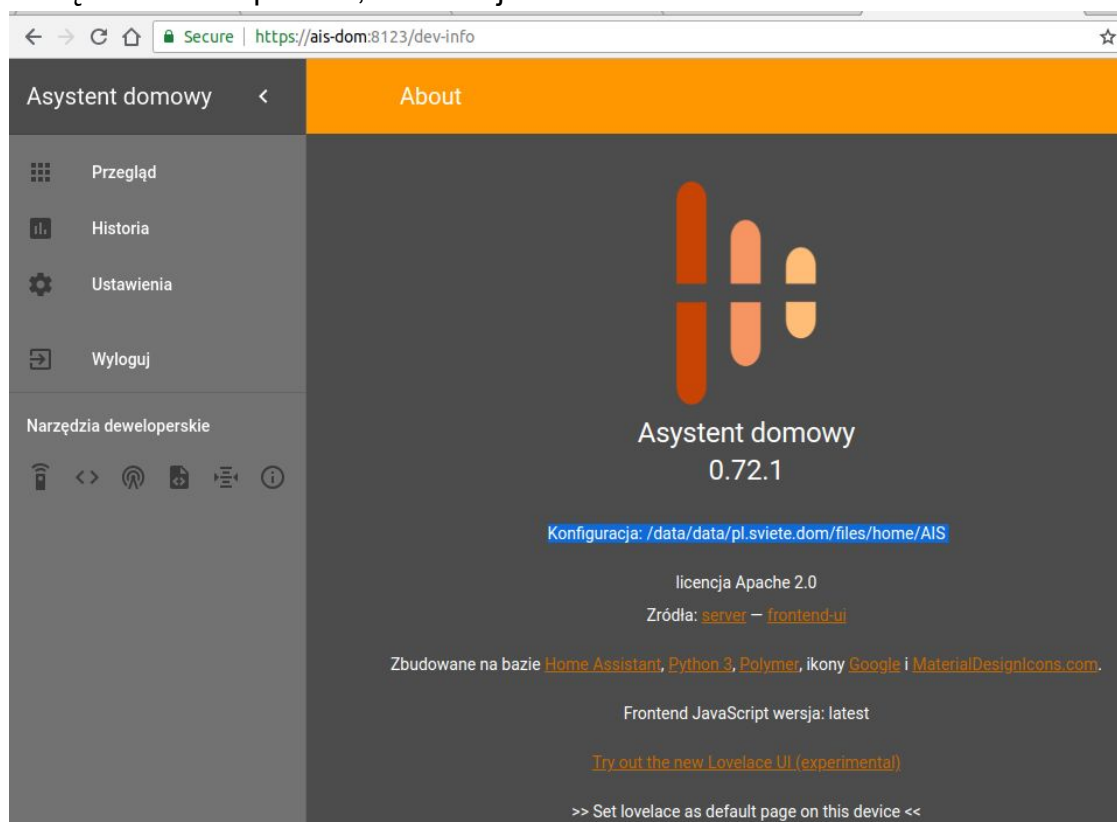 Secure | https://ais-dom:8123/dev-info
Asystent domowy
About
Przegląd
Historia
Ustawienia
Wyloguj
Narzędzia deweloperskie
Asystent domowy
0.72.1
Konfiguracja: /data/data/pl.sviete.dom/files/home/AIS
licencja Apache 2.0
Zródła: server — frontend-ui
Zbudowane na bazie Home Assistant, Python 3, Polymer, ikony Google i MaterialDesignIcons.com.
Frontend JavaScript wersja: latest
Try out the new Lovelace UI (experimental)
>> Set lovelace as default page on this device <<